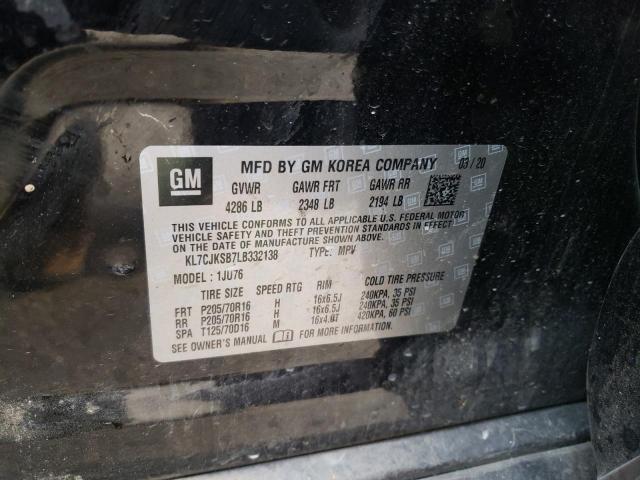 GM MFD BY GM KOREA COMPANY 03/20
GVWR GAWR FRT GAWR RR
4286 LB 2348 LB 2194 LB
THIS VEHICLE CONFORMS TO ALL APPLICABLE U.S. FEDERAL MOTOR
VEHICLE SAFETY AND THEFT PREVENTION STANDARDS IN EFFECT ON
THE DATE OF MANUFACTURE SHOWN ABOVE.
KL7CJKSB7LB332138 TYPE: MPV
MODEL: 1JU76
TIRE SIZE SPEED RTG RIM COLD TIRE PRESSURE
FRT P205/70R16 H 16x6.5J 240KPA, 35 PSI
RR P205/70R16 H 16x6.5J 240KPA, 35 PSI
SPA T125/70D16 M 16x4.0T 420KPA, 60 PSI
SEE OWNER'S MANUAL FOR MORE INFORMATION